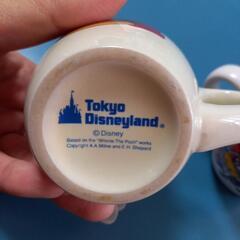 Tokyo
Disneyland®
© Disney
Based on the "Winnie The Pooh" works
Copyright A.A. Milne and E.H. Shepard